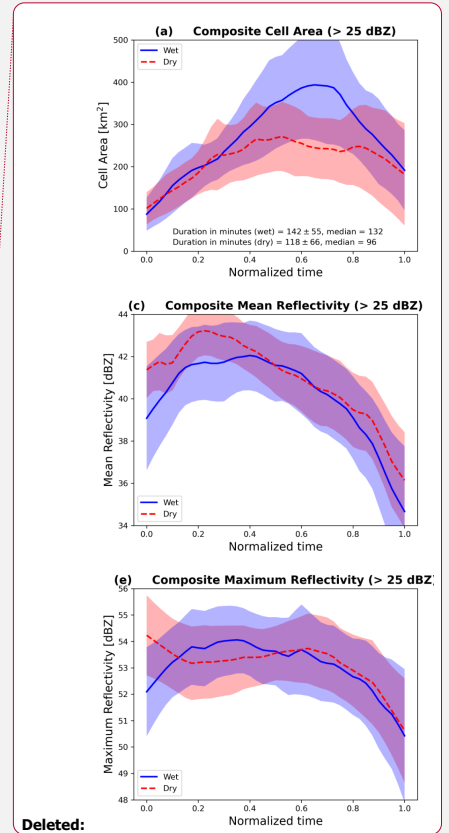 (a) Composite Cell Area (> 25 dBZ)
500
400
300
200
100
0
Cell Area [km²]
Wet
Dry
Duration in minutes (wet) = 142 ± 55, median = 132
Duration in minutes (dry) = 118 ± 66, median = 96
0.0 0.2 0.4 0.6 0.8 1.0
Normalized time
(c) Composite Mean Reflectivity (> 25 dBZ)
44
42
40
38
36
34
Mean Reflectivity [dBZ]
Wet
Dry
0.0 0.2 0.4 0.6 0.8 1.0
Normalized time
(e) Composite Maximum Reflectivity (> 25 dBZ)
56
55
54
53
52
51
50
49
48
Maximum Reflectivity [dBZ]
Wet
Dry
0.0 0.2 0.4 0.6 0.8 1.0
Normalized time
Deleted: